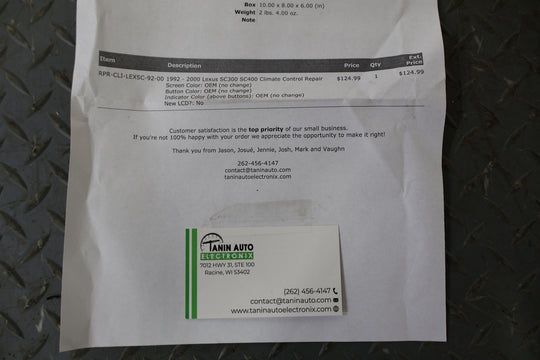 Box 10.00 x 8.00 x 6.00 (in)
Weight 2 lbs. 4.00 oz.
Note
Item Description Price Qty Ext. Price
RPR-CLI-LEXSC-92-00 1992 - 2000 Lexus SC300 SC400 Climate Control Repair $124.99 1 $124.99
Screen Color: OEM (no change)
Button Color: OEM (no change)
Indicator Color (above buttons): OEM (no change)
New LCD?: No
Customer satisfaction is the top priority of our small business.
If you're not 100% happy with your order we appreciate the opportunity to make it right!
Thank you from Jason, Josué, Jennie, Josh, Mark and Vaughn
262-456-4147
contact@taninauto.com
taninautoelectronix.com
TANIN AUTO
ELECTRONIX
7012 HWY 31, STE 100
Racine, WI 53402
(262) 456-4147
contact@taninauto.com
www.taninautoelectronix.com